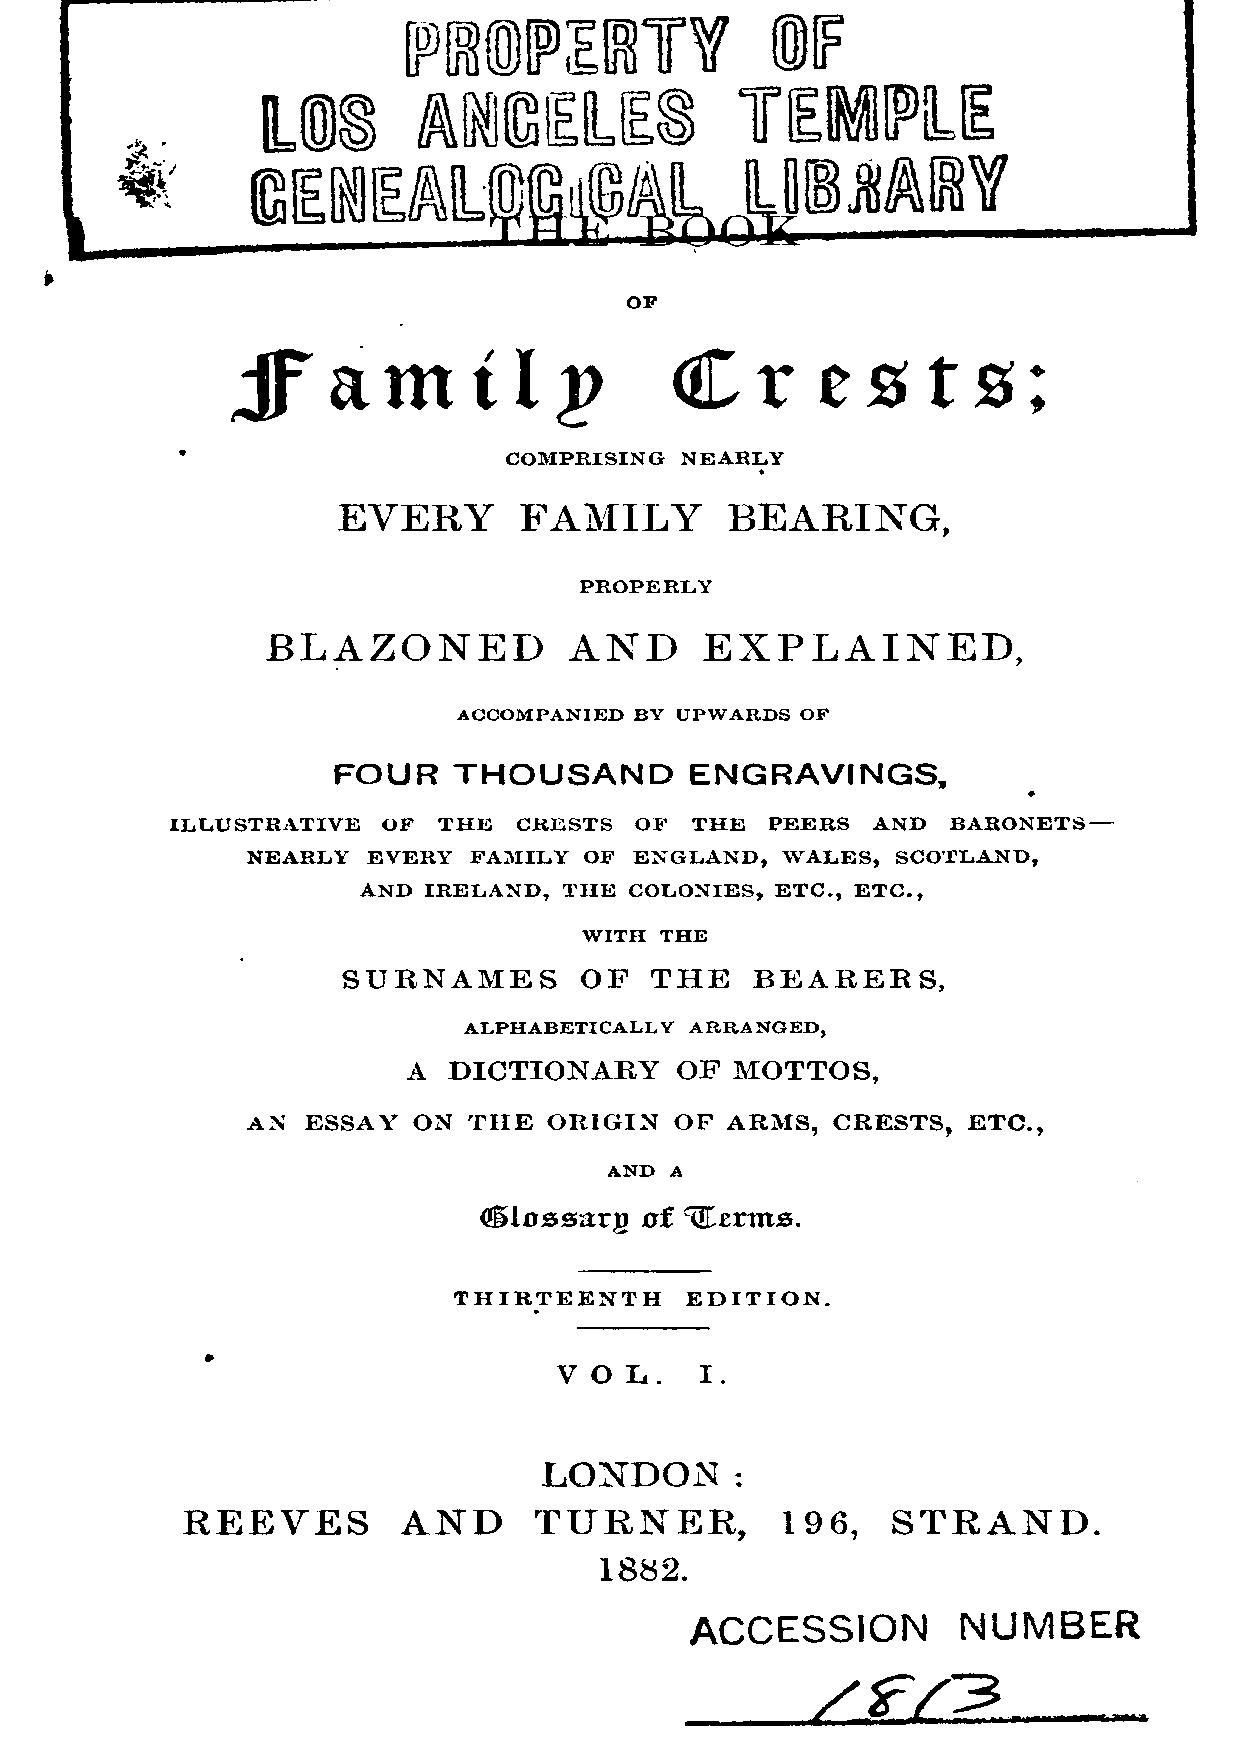 PROPERTY OF
LOS ANGELES TEMPLE
GENEALOGICAL LIBRARY
THE BOOK
OF
Family Crests;
COMPRISING NEARLY
EVERY FAMILY BEARING,
PROPERLY
BLAZONED AND EXPLAINED,
ACCOMPANIED BY UPWARDS OF
FOUR THOUSAND ENGRAVINGS,
ILLUSTRATIVE OF THE CRESTS OF THE PEERS AND BARONETS—
NEARLY EVERY FAMILY OF ENGLAND, WALES, SCOTLAND,
AND IRELAND, THE COLONIES, ETC., ETC.,
WITH THE
SURNAMES OF THE BEARERS,
ALPHABETICALLY ARRANGED,
A DICTIONARY OF MOTTOS,
AN ESSAY ON THE ORIGIN OF ARMS, CRESTS, ETC.,
AND A
Glossary of Terms.
THIRTEENTH EDITION.
VOL. I.
LONDON:
REEVES AND TURNER, 196, STRAND.
1882.
ACCESSION NUMBER
1813